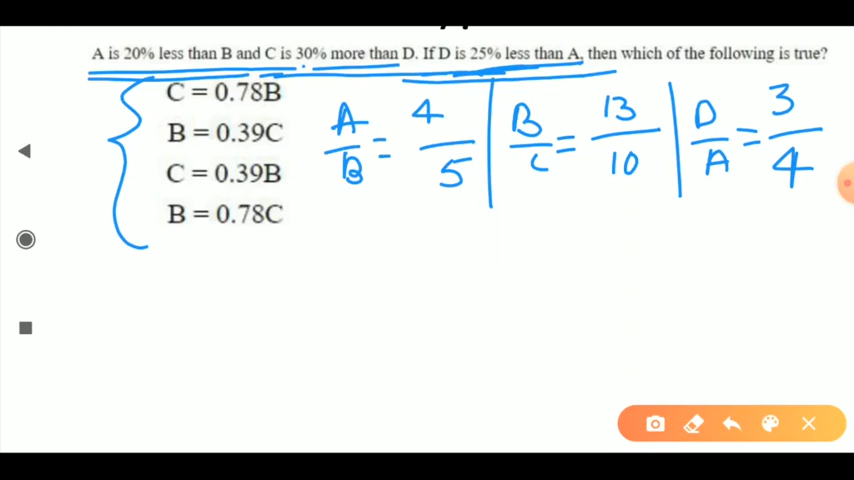 A is 20% less than B and C is 30% more than D. If D is 25% less than A, then which of the following is true?
C = 0.78B
B = 0.39C
C = 0.39B
B = 0.78C
A/B = 4/5 | B/C = 13/10 | D/A = 3/4